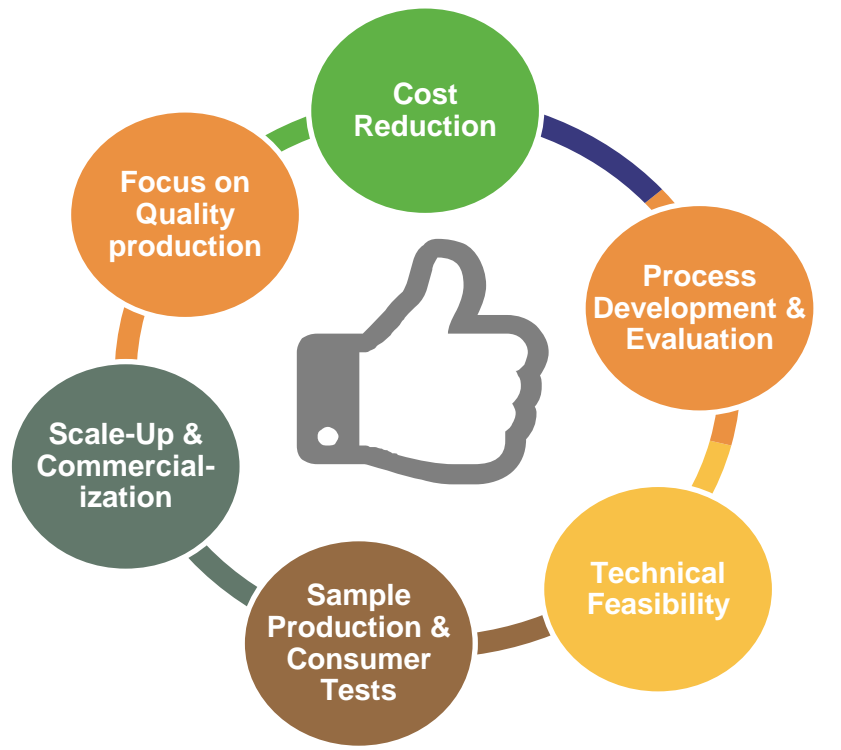 Cost
Reduction
Process
Development &
Evaluation
Technical
Feasibility
Sample
Production &
Consumer
Tests
Scale-Up &
Commercial-
ization
Focus on
Quality
production